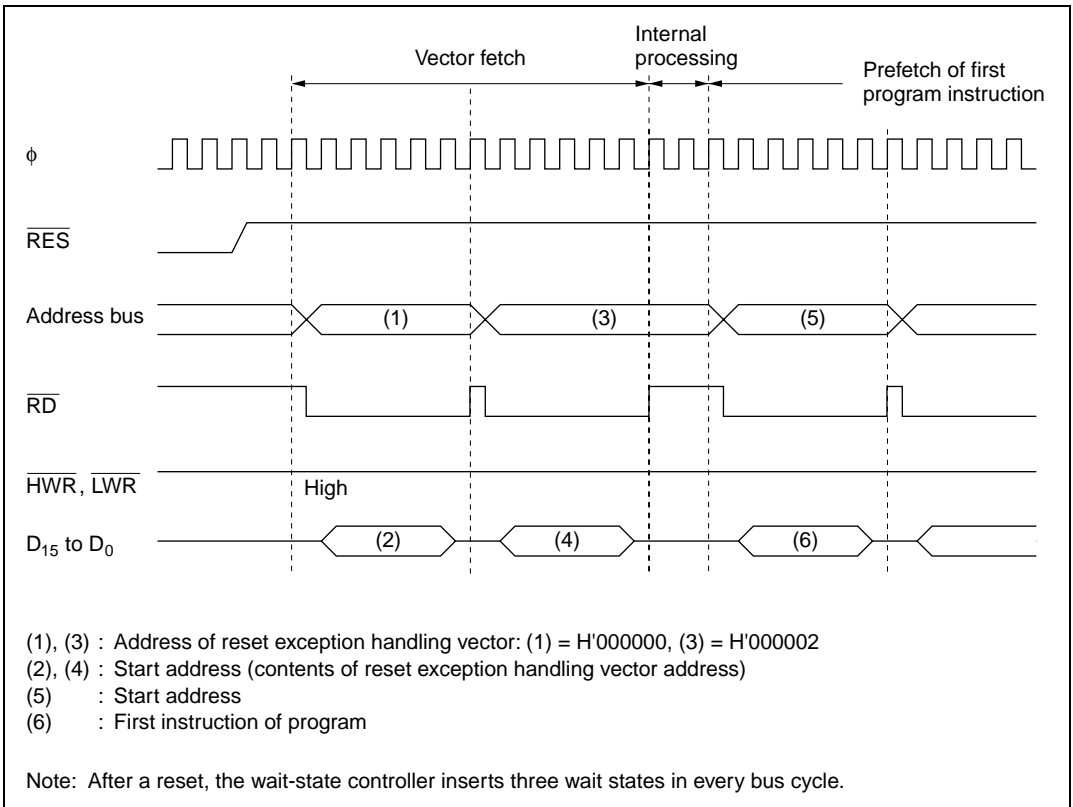 Internal
processing
Vector fetch
Prefetch of first
program instruction
ϕ
RES
Address bus (1) (3) (5)
RD
HWR, LWR High
D15 to D0 (2) (4) (6)
(1), (3) : Address of reset exception handling vector: (1) = H'000000, (3) = H'000002
(2), (4) : Start address (contents of reset exception handling vector address)
(5) : Start address
(6) : First instruction of program
Note: After a reset, the wait-state controller inserts three wait states in every bus cycle.